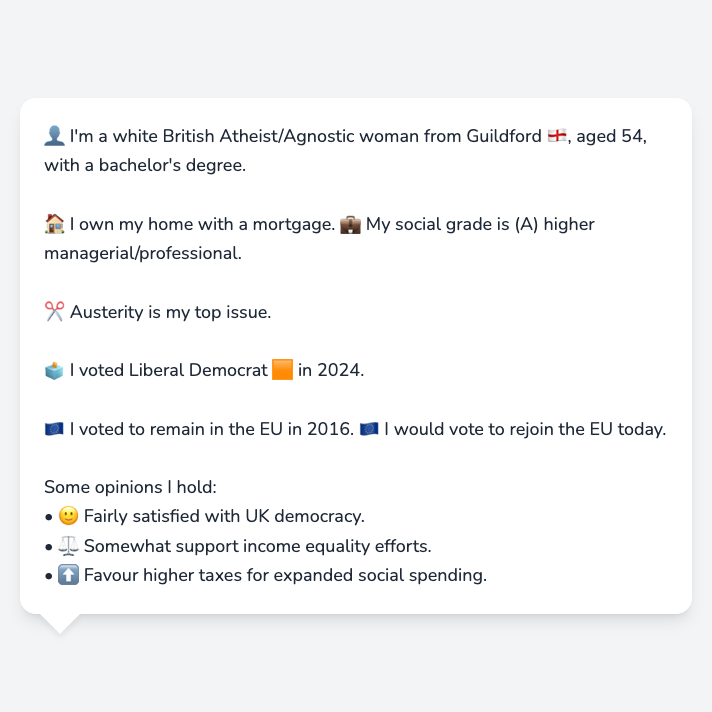 👤 I'm a white British Atheist/Agnostic woman from Guildford 🏴󠁧󠁢󠁥󠁮󠁧󠁿, aged 54,
with a bachelor's degree.
🏠 I own my home with a mortgage. 💼 My social grade is (A) higher
managerial/professional.
✂️ Austerity is my top issue.
🗳️ I voted Liberal Democrat 🟧 in 2024.
🇪🇺 I voted to remain in the EU in 2016. 🇪🇺 I would vote to rejoin the EU today.
Some opinions I hold:
• 🙂 Fairly satisfied with UK democracy.
• ⚖️ Somewhat support income equality efforts.
• ⬆️ Favour higher taxes for expanded social spending.